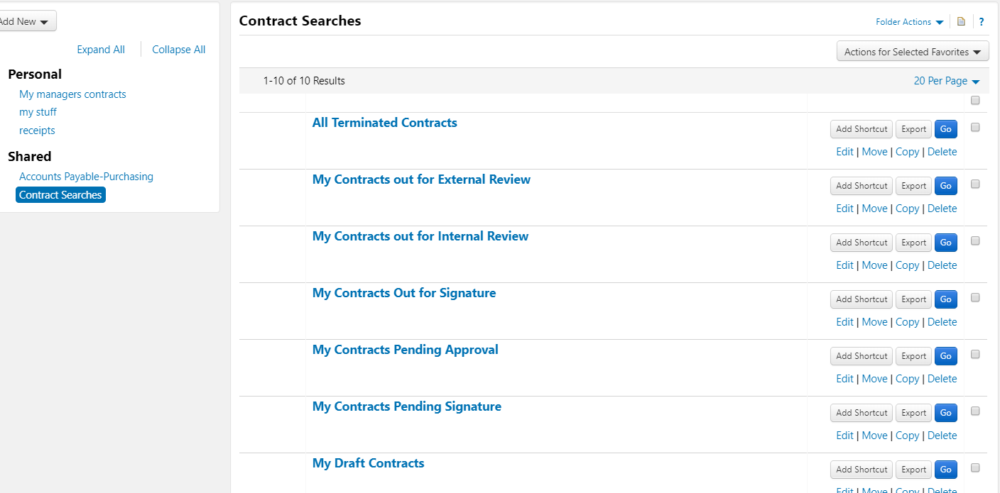 Add New
Expand All Collapse All
Personal
My managers contracts
my stuff
receipts
Shared
Accounts Payable-Purchasing
Contract Searches
Contract Searches
Folder Actions ?
Actions for Selected Favorites
1-10 of 10 Results 20 Per Page
All Terminated Contracts
Add Shortcut Export Go
Edit | Move | Copy | Delete
My Contracts out for External Review
Add Shortcut Export Go
Edit | Move | Copy | Delete
My Contracts out for Internal Review
Add Shortcut Export Go
Edit | Move | Copy | Delete
My Contracts Out for Signature
Add Shortcut Export Go
Edit | Move | Copy | Delete
My Contracts Pending Approval
Add Shortcut Export Go
Edit | Move | Copy | Delete
My Contracts Pending Signature
Add Shortcut Export Go
Edit | Move | Copy | Delete
My Draft Contracts
Add Shortcut Export Go
Edit | Move | Copy | Delete